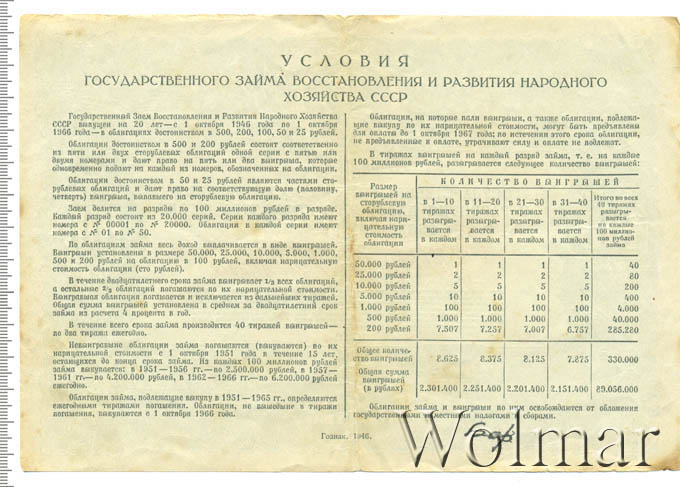 УСЛОВИЯ
ГОСУДАРСТВЕННОГО ЗАЙМА ВОССТАНОВЛЕНИЯ И РАЗВИТИЯ НАРОДНОГО
ХОЗЯЙСТВА СССР
Государственный Заем Восстановления и Развития Народного Хозяйства
СССР выпущен на 20 лет—с 1 октября 1946 года по 1 октября
1966 года—в облигациях достоинством в 500, 200, 100, 50 и 25 рублей.
Облигации достоинством в 500 и 200 рублей состоят соответственно
из пяти или двух сторублевых облигаций одной серии с пятью или
двумя номерами и дают право на пять или два выигрыша, которые
одновременно падают на каждый из номеров, обозначенных на облигации.
Облигации достоинством в 50 и 25 рублей являются частями сто-
рублевых облигаций и дают право на соответствующую долю (половину,
четверть) выигрыша, выпавшего на сторублевую облигацию.
Заем делится на разряды по 100 миллионов рублей в разряде.
Каждый разряд состоит из 20.000 серий. Серии каждого разряда имеют
номера с № 00001 по № 20000. Облигации в каждой серии имеют
номера с № 01 по № 50.
По облигациям займа весь доход выплачивается в виде выигрышей.
Выигрыши установлены в размере 50.000, 25.000, 10.000, 5.000, 1.000,
500 и 200 рублей на облигацию в 100 рублей, включая нарицательную
стоимость облигации (сто рублей).
В течение двадцатилетнего срока займа выигрывает 1/3 всех облигаций,
а остальные 2/3 облигаций погашаются по их нарицательной стоимости.
Выигравшая облигация погашается и исключается из дальнейших тиражей.
Общая сумма выигрышей установлена в среднем за двадцатилетний срок
займа из расчета 4 процента в год.
В течение всего срока займа производится 40 тиражей выигрышей—
по два тиража ежегодно.
Невыигравшие облигации займа погашаются (выкупаются) по их
нарицательной стоимости с 1 октября 1951 года в течение 15 лет,
остающихся до конца срока займа. Из каждых 100 миллионов рублей
займа выкупается: в 1951—1956 гг.—по 2.500.000 рублей, в 1957—
1961 гг.—по 4.200.000 рублей, в 1962—1966 гг.—по 6.200.000 рублей
ежегодно.
Облигации займа, подлежащие выкупу в 1951—1965 гг., определяются
ежегодными тиражами погашения. Облигации, не вышедшие в тиражи
погашения, выкупаются с 1 октября 1966 года.
Облигации, на которые пали выигрыши, а также облигации, подлежа-
щие выкупу по их нарицательной стоимости, могут быть предъявлены
для оплаты до 1 октября 1967 года; по истечении этого срока облигации,
не предъявленные к оплате, утрачивают силу и оплате не подлежат.
В тиражах выигрышей на каждый разряд займа, т. е. на каждые
100 миллионов рублей, разыгрывается следующее количество выигрышей:
Размер выигрышей на сторублевую облигацию, включая нарицательную стоимость облигации
КОЛИЧЕСТВО ВЫИГРЫШЕЙ
в 1—10 тиражах разыгрывается в каждом
в 11—20 тиражах разыгрывается в каждом
в 21—30 тиражах разыгрывается в каждом
в 31—40 тиражах разыгрывается в каждом
Итого во всех 40 тиражах разыгрывается на каждые 100 миллионов рублей займа
50.000 рублей 1 1 1 1 40
25.000 рублей 2 2 2 2 80
10.000 рублей 5 5 5 5 200
5.000 рублей 10 10 10 10 400
1.000 рублей 100 100 100 100 4.000
500 рублей 1.000 1.000 1.000 1.000 40.000
200 рублей 7.507 7.257 7.007 6.757 285.280
Общее количество выигрышей 8.625 8.375 8.125 7.875 330.000
Общая сумма выигрышей (в рублях) 2.301.400 2.251.400 2.201.400 2.151.400 89.056.000
Облигации займа и выигрыши по ним освобождаются от обложения
государственными и местными налогами и сборами.
Гознак. 1946.
Wolmar